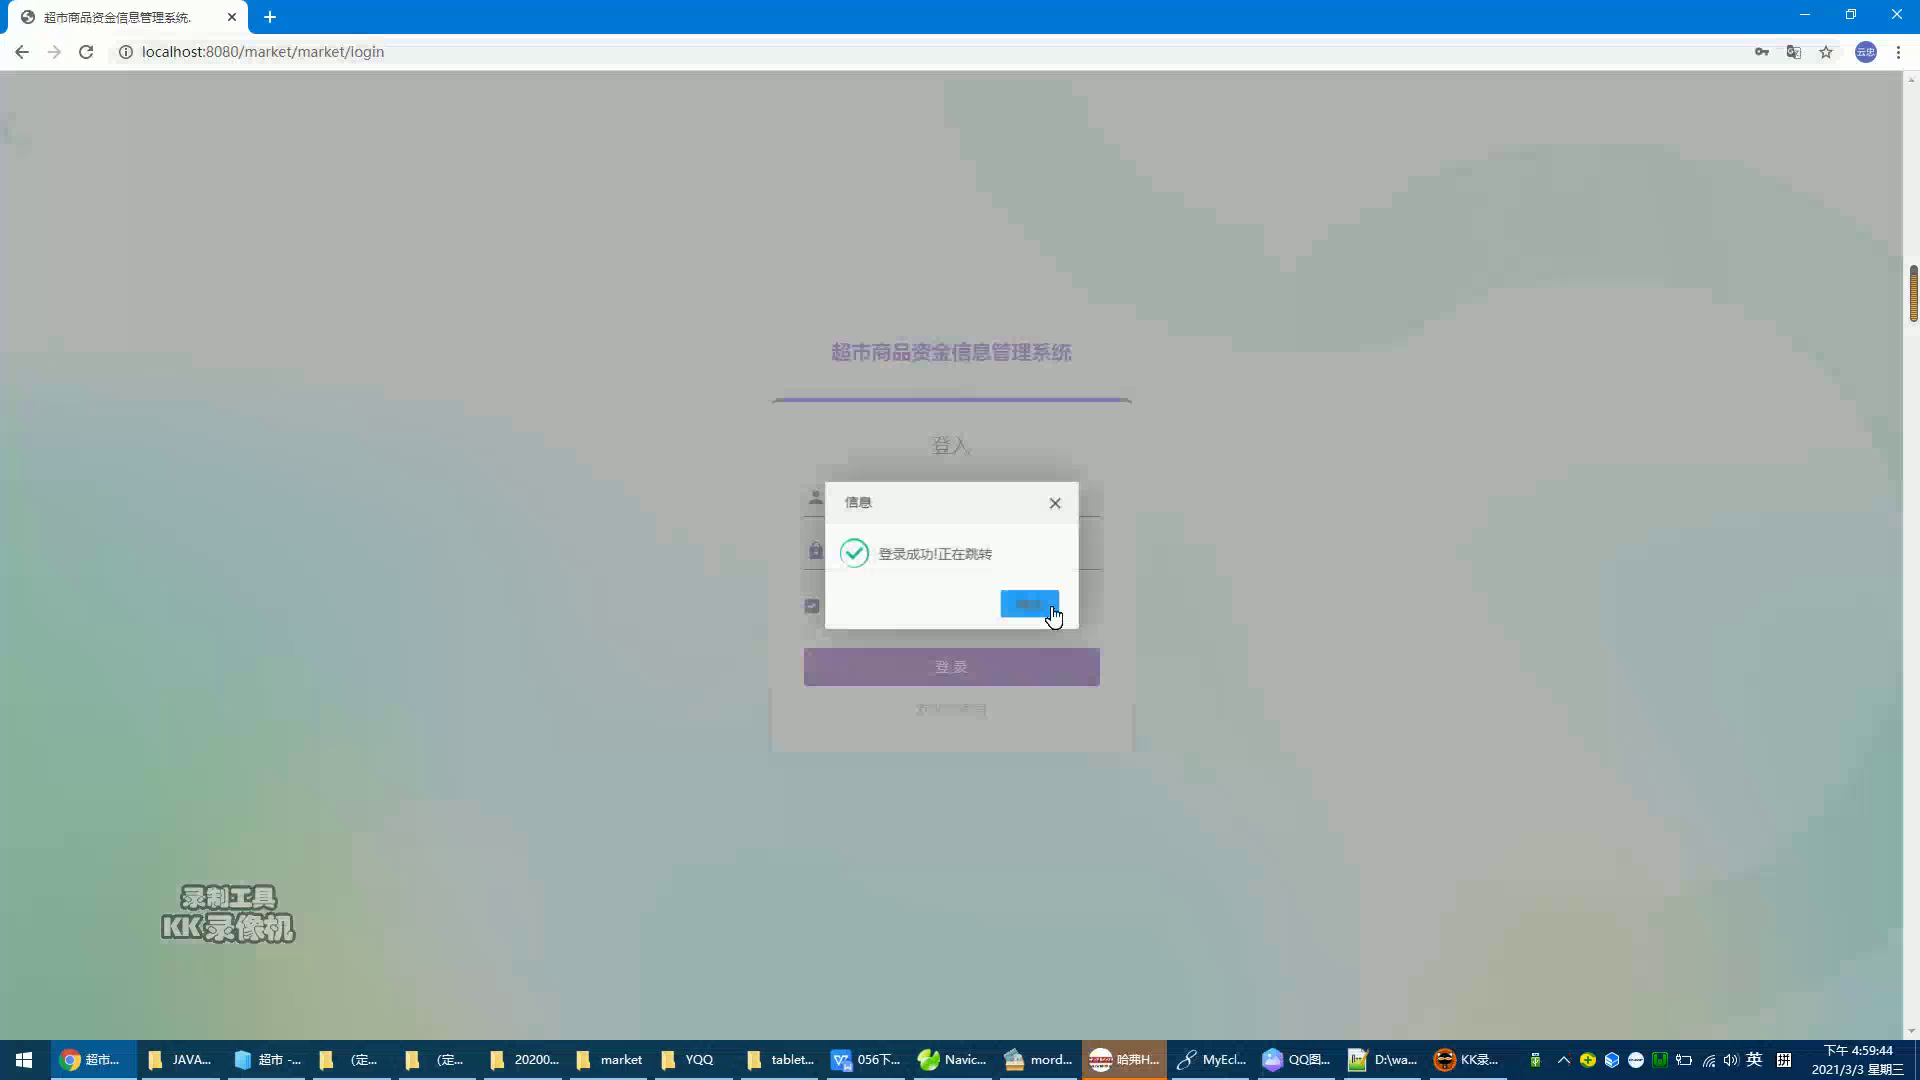 超市商品资金信息管理系统.
localhost:8080/market/market/login
云忠
超市商品资金信息管理系统
登入
信息
登录成功!正在跳转
登 录
录制工具
KK录像机
超市...
JAVA...
超市 -...
(定...
(定...
20200...
market
YQQ
tablet...
056下...
Navic...
mord...
哈弗H...
MyEcl...
QQ图...
D:\wa...
KK录...
英
拼
下午 4:59:44
2021/3/3 星期三